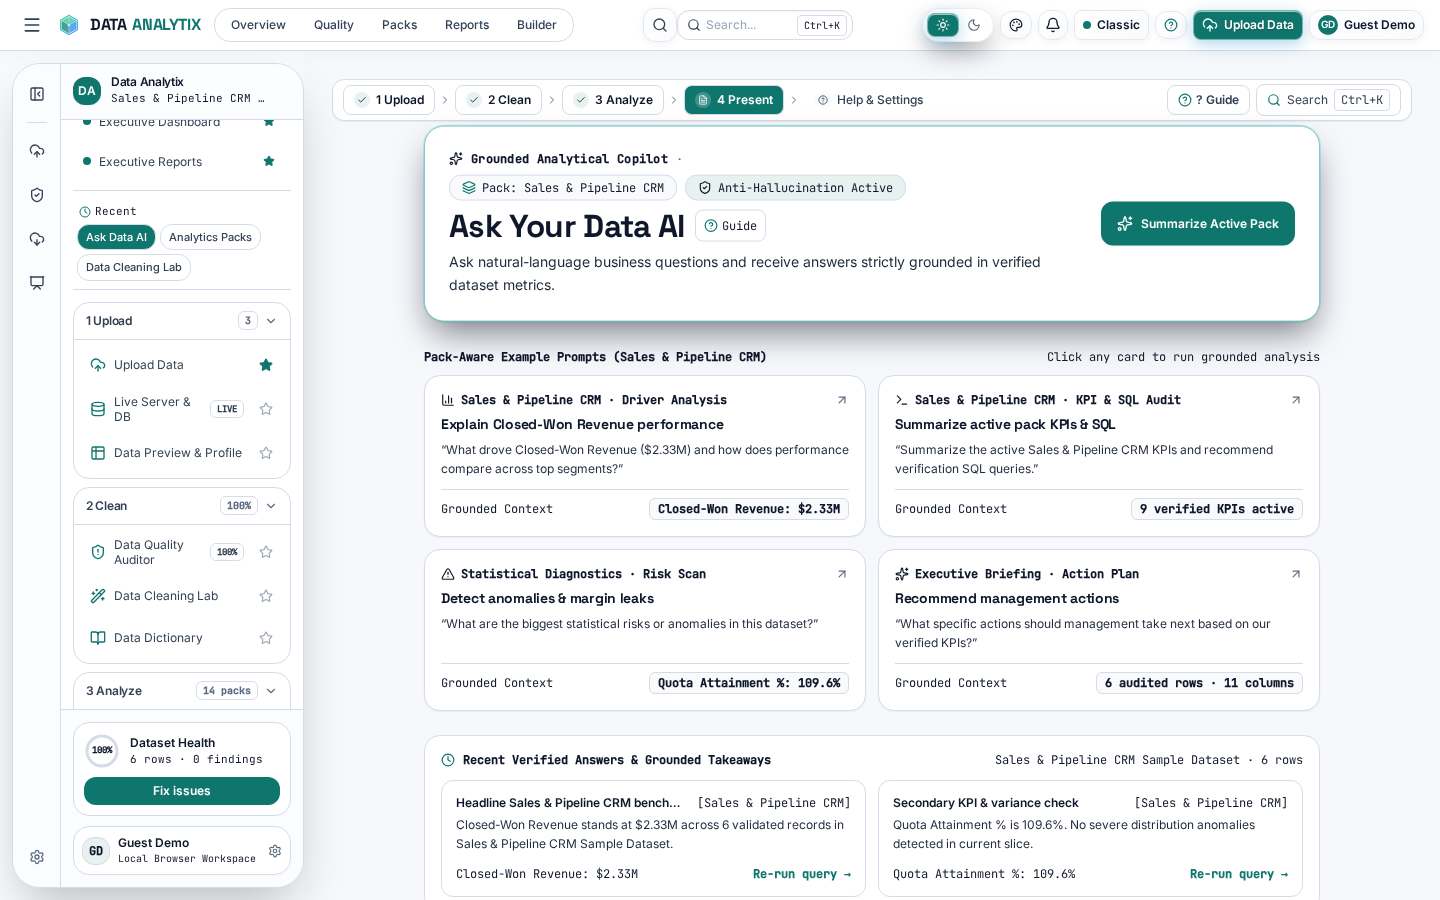 DATA ANALYTIX
Overview
Quality
Packs
Reports
Builder
Search...
Ctrl+K
Classic
Upload Data
GD
Guest Demo
DA
Data Analytix
Sales & Pipeline CRM …
Executive Dashboard
Executive Reports
Recent
Ask Data AI
Analytics Packs
Data Cleaning Lab
1 Upload
3
Upload Data
Live Server &
DB
LIVE
Data Preview & Profile
2 Clean
100%
Data Quality
Auditor
100%
Data Cleaning Lab
Data Dictionary
3 Analyze
14 packs
100%
Dataset Health
6 rows · 0 findings
Fix issues
GD
Guest Demo
Local Browser Workspace
1 Upload
2 Clean
3 Analyze
4 Present
Help & Settings
? Guide
Search
Ctrl+K
Grounded Analytical Copilot ·
Pack: Sales & Pipeline CRM
Anti-Hallucination Active
Ask Your Data AI
Guide
Ask natural-language business questions and receive answers strictly grounded in verified
dataset metrics.
Summarize Active Pack
Pack-Aware Example Prompts (Sales & Pipeline CRM)
Click any card to run grounded analysis
Sales & Pipeline CRM · Driver Analysis
Explain Closed-Won Revenue performance
“What drove Closed-Won Revenue ($2.33M) and how does performance
compare across top segments?”
Grounded Context
Closed-Won Revenue: $2.33M
Sales & Pipeline CRM · KPI & SQL Audit
Summarize active pack KPIs & SQL
“Summarize the active Sales & Pipeline CRM KPIs and recommend
verification SQL queries.”
Grounded Context
9 verified KPIs active
Statistical Diagnostics · Risk Scan
Detect anomalies & margin leaks
“What are the biggest statistical risks or anomalies in this dataset?”
Grounded Context
Quota Attainment %: 109.6%
Executive Briefing · Action Plan
Recommend management actions
“What specific actions should management take next based on our
verified KPIs?”
Grounded Context
6 audited rows · 11 columns
Recent Verified Answers & Grounded Takeaways
Sales & Pipeline CRM Sample Dataset · 6 rows
Headline Sales & Pipeline CRM bench…
[Sales & Pipeline CRM]
Closed-Won Revenue stands at $2.33M across 6 validated records in
Sales & Pipeline CRM Sample Dataset.
Closed-Won Revenue: $2.33M
Re-run query →
Secondary KPI & variance check
[Sales & Pipeline CRM]
Quota Attainment % is 109.6%. No severe distribution anomalies
detected in current slice.
Quota Attainment %: 109.6%
Re-run query →